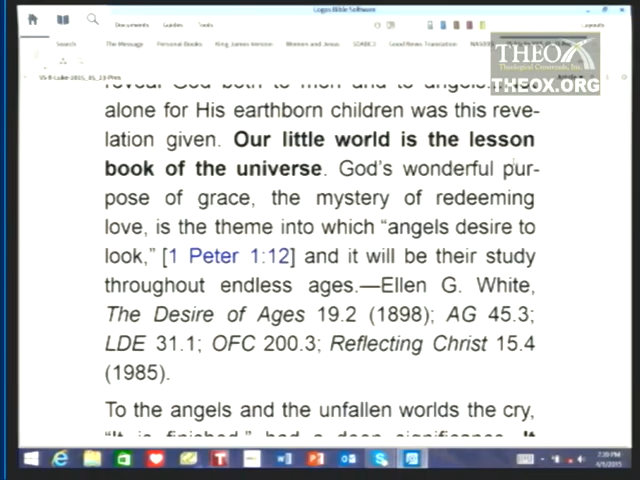 Logos Bible Software
Documents Guides Tools Layouts
Search The Message Personal Books King James Version Women and Jesus LOABC3 Good News Translation
THEOX
THEOX.ORG
reveal God both to men and to angels.
alone for His earthborn children was this reve-
lation given. Our little world is the lesson
book of the universe. God's wonderful pur-
pose of grace, the mystery of redeeming
love, is the theme into which “angels desire to
look,” [1 Peter 1:12] and it will be their study
throughout endless ages.—Ellen G. White,
The Desire of Ages 19.2 (1898); AG 45.3;
LDE 31.1; OFC 200.3; Reflecting Christ 15.4
(1985).
To the angels and the unfallen worlds the cry,
“It is finished,” had a deep significance. It
7:39 PM